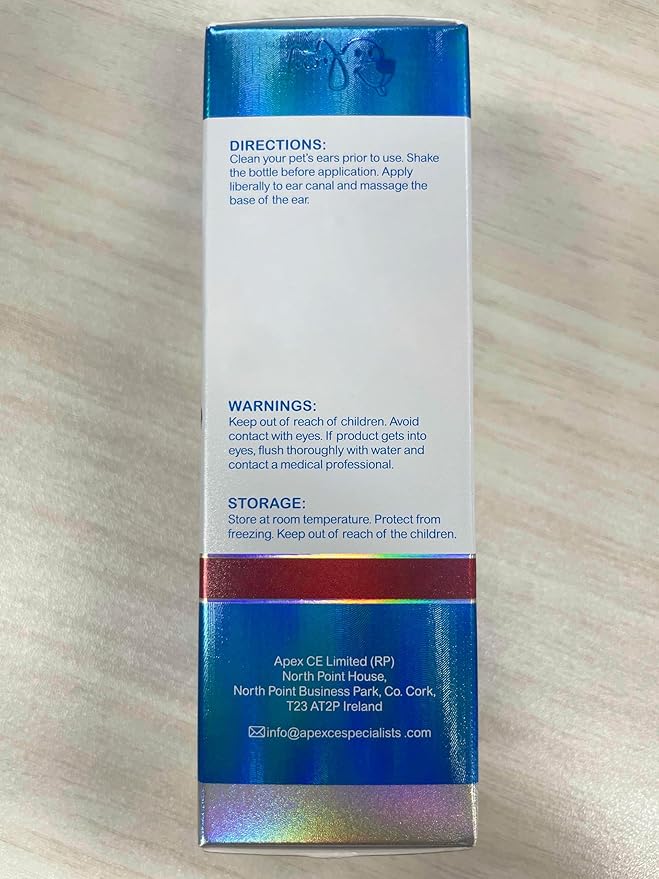 DIRECTIONS:
Clean your pet's ears prior to use. Shake
the bottle before application. Apply
liberally to ear canal and massage the
base of the ear.
WARNINGS:
Keep out of reach of children. Avoid
contact with eyes. If product gets into
eyes, flush thoroughly with water and
contact a medical professional.
STORAGE:
Store at room temperature. Protect from
freezing. Keep out of reach of the children.
Apex CE Limited (RP)
North Point House,
North Point Business Park, Co. Cork,
T23 AT2P Ireland
info@apexcespecialists .com